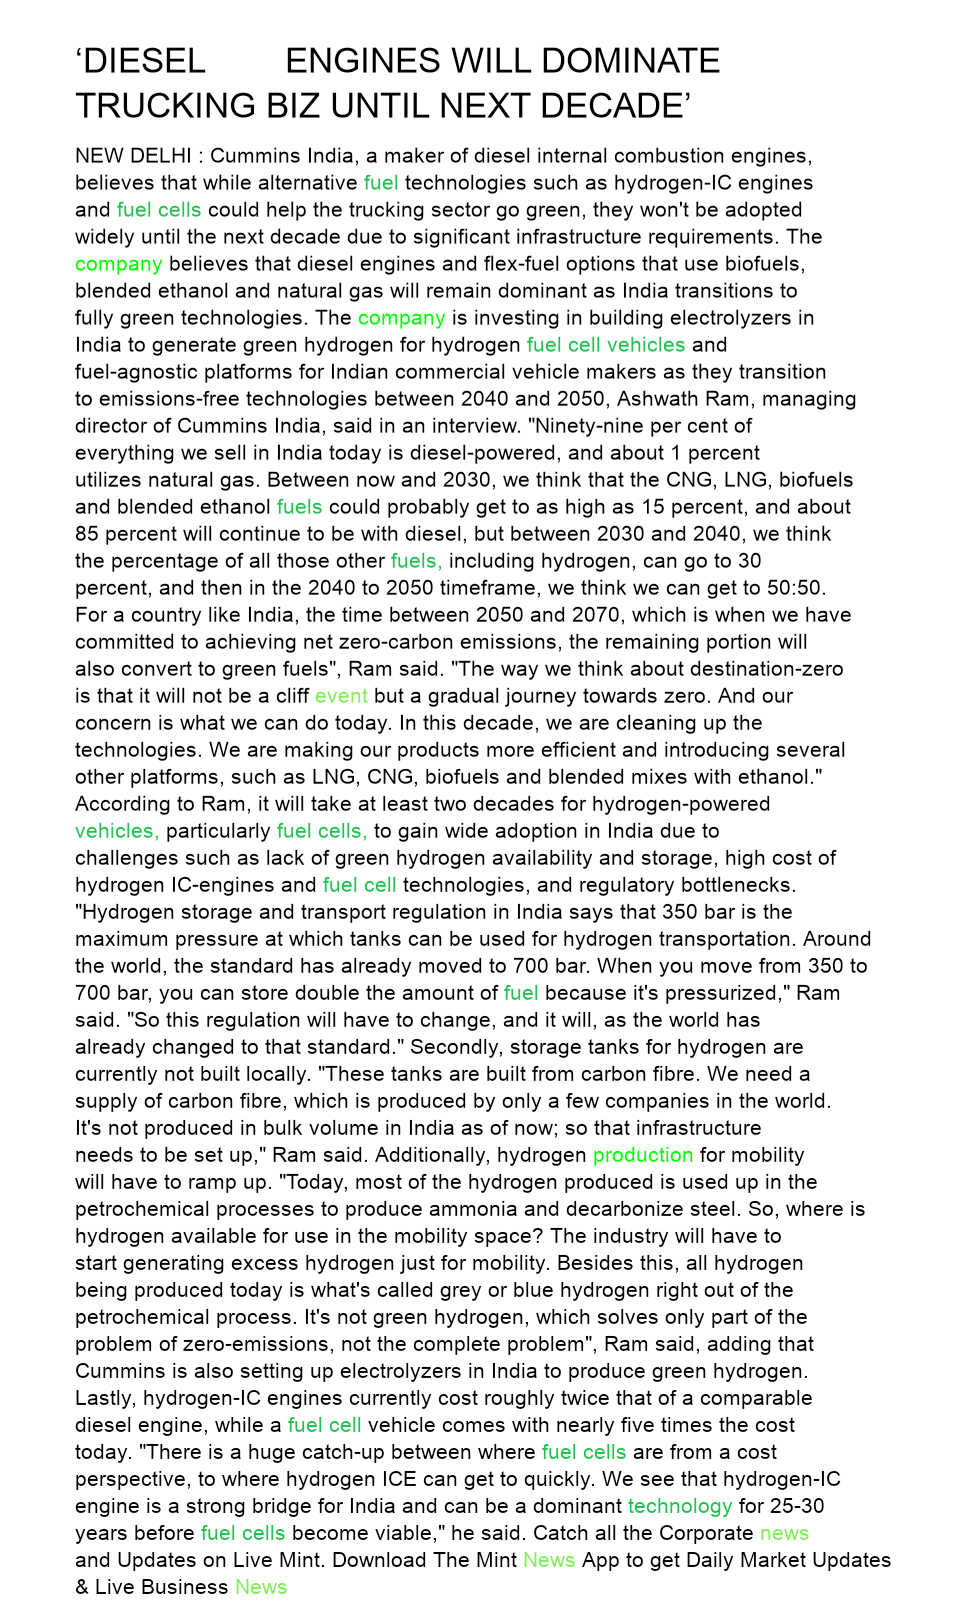 ‘DIESEL ENGINES WILL DOMINATE
TRUCKING BIZ UNTIL NEXT DECADE’
NEW DELHI : Cummins India, a maker of diesel internal combustion engines,
believes that while alternative fuel technologies such as hydrogen-IC engines
and fuel cells could help the trucking sector go green, they won't be adopted
widely until the next decade due to significant infrastructure requirements. The
company believes that diesel engines and flex-fuel options that use biofuels,
blended ethanol and natural gas will remain dominant as India transitions to
fully green technologies. The company is investing in building electrolyzers in
India to generate green hydrogen for hydrogen fuel cell vehicles and
fuel-agnostic platforms for Indian commercial vehicle makers as they transition
to emissions-free technologies between 2040 and 2050, Ashwath Ram, managing
director of Cummins India, said in an interview. "Ninety-nine per cent of
everything we sell in India today is diesel-powered, and about 1 percent
utilizes natural gas. Between now and 2030, we think that the CNG, LNG, biofuels
and blended ethanol fuels could probably get to as high as 15 percent, and about
85 percent will continue to be with diesel, but between 2030 and 2040, we think
the percentage of all those other fuels, including hydrogen, can go to 30
percent, and then in the 2040 to 2050 timeframe, we think we can get to 50:50.
For a country like India, the time between 2050 and 2070, which is when we have
committed to achieving net zero-carbon emissions, the remaining portion will
also convert to green fuels", Ram said. "The way we think about destination-zero
is that it will not be a cliff event but a gradual journey towards zero. And our
concern is what we can do today. In this decade, we are cleaning up the
technologies. We are making our products more efficient and introducing several
other platforms, such as LNG, CNG, biofuels and blended mixes with ethanol."
According to Ram, it will take at least two decades for hydrogen-powered
vehicles, particularly fuel cells, to gain wide adoption in India due to
challenges such as lack of green hydrogen availability and storage, high cost of
hydrogen IC-engines and fuel cell technologies, and regulatory bottlenecks.
"Hydrogen storage and transport regulation in India says that 350 bar is the
maximum pressure at which tanks can be used for hydrogen transportation. Around
the world, the standard has already moved to 700 bar. When you move from 350 to
700 bar, you can store double the amount of fuel because it's pressurized," Ram
said. "So this regulation will have to change, and it will, as the world has
already changed to that standard." Secondly, storage tanks for hydrogen are
currently not built locally. "These tanks are built from carbon fibre. We need a
supply of carbon fibre, which is produced by only a few companies in the world.
It's not produced in bulk volume in India as of now; so that infrastructure
needs to be set up," Ram said. Additionally, hydrogen production for mobility
will have to ramp up. "Today, most of the hydrogen produced is used up in the
petrochemical processes to produce ammonia and decarbonize steel. So, where is
hydrogen available for use in the mobility space? The industry will have to
start generating excess hydrogen just for mobility. Besides this, all hydrogen
being produced today is what's called grey or blue hydrogen right out of the
petrochemical process. It's not green hydrogen, which solves only part of the
problem of zero-emissions, not the complete problem", Ram said, adding that
Cummins is also setting up electrolyzers in India to produce green hydrogen.
Lastly, hydrogen-IC engines currently cost roughly twice that of a comparable
diesel engine, while a fuel cell vehicle comes with nearly five times the cost
today. "There is a huge catch-up between where fuel cells are from a cost
perspective, to where hydrogen ICE can get to quickly. We see that hydrogen-IC
engine is a strong bridge for India and can be a dominant technology for 25-30
years before fuel cells become viable," he said. Catch all the Corporate news
and Updates on Live Mint. Download The Mint News App to get Daily Market Updates
& Live Business News